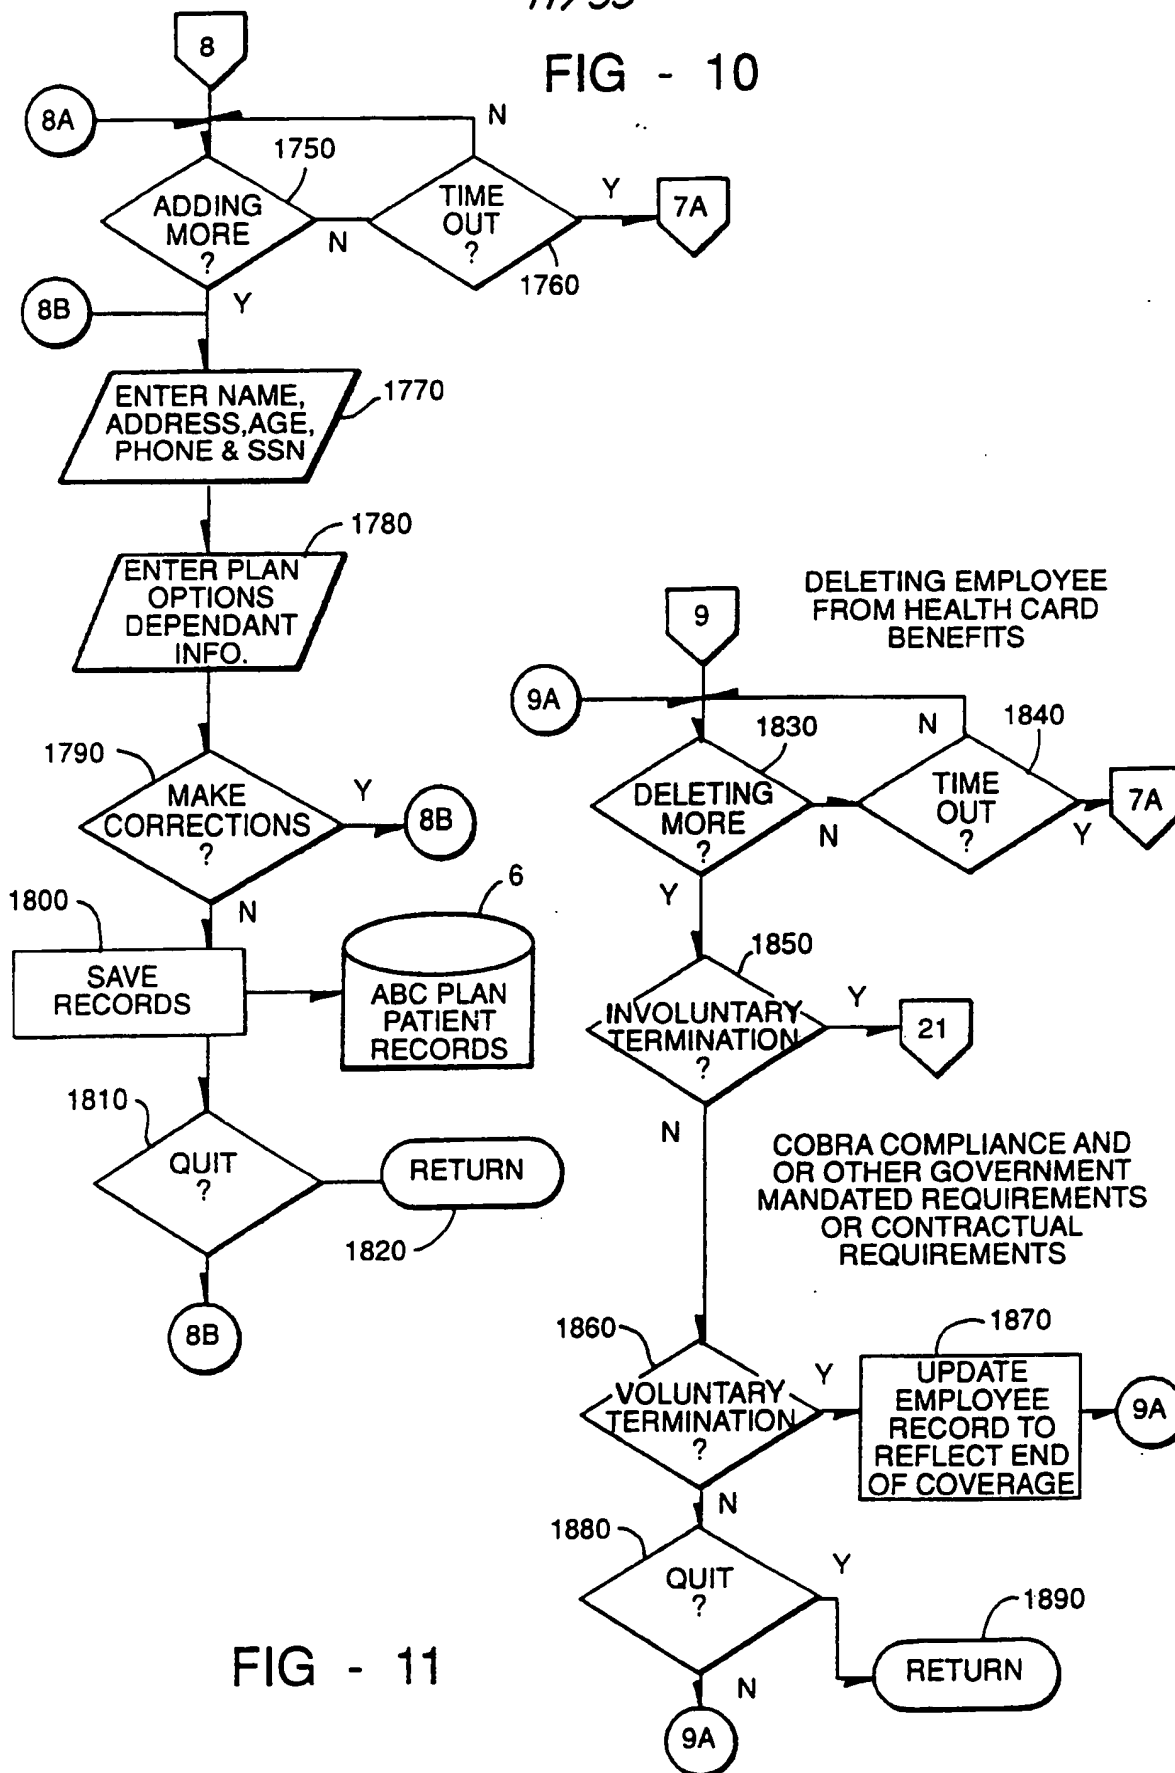 11/33
FIG - 10
8
8A
N
1750
ADDING
MORE
?
N
TIME
OUT
?
Y
7A
1760
8B
Y
ENTER NAME,
ADDRESS,AGE,
PHONE & SSN
1770
1780
ENTER PLAN
OPTIONS
DEPENDANT
INFO.
1790
MAKE
CORRECTIONS
?
Y
8B
N
1800
SAVE
RECORDS
6
ABC PLAN
PATIENT
RECORDS
1810
QUIT
?
RETURN
1820
8B
DELETING EMPLOYEE
FROM HEALTH CARD
BENEFITS
9
9A
N
1830
1840
DELETING
MORE
?
N
TIME
OUT
?
Y
7A
Y
1850
INVOLUNTARY
TERMINATION
?
Y
21
N
COBRA COMPLIANCE AND
OR OTHER GOVERNMENT
MANDATED REQUIREMENTS
OR CONTRACTUAL
REQUIREMENTS
1860
VOLUNTARY
TERMINATION
?
Y
1870
UPDATE
EMPLOYEE
RECORD TO
REFLECT END
OF COVERAGE
9A
N
1880
QUIT
?
Y
1890
RETURN
N
9A
FIG - 11